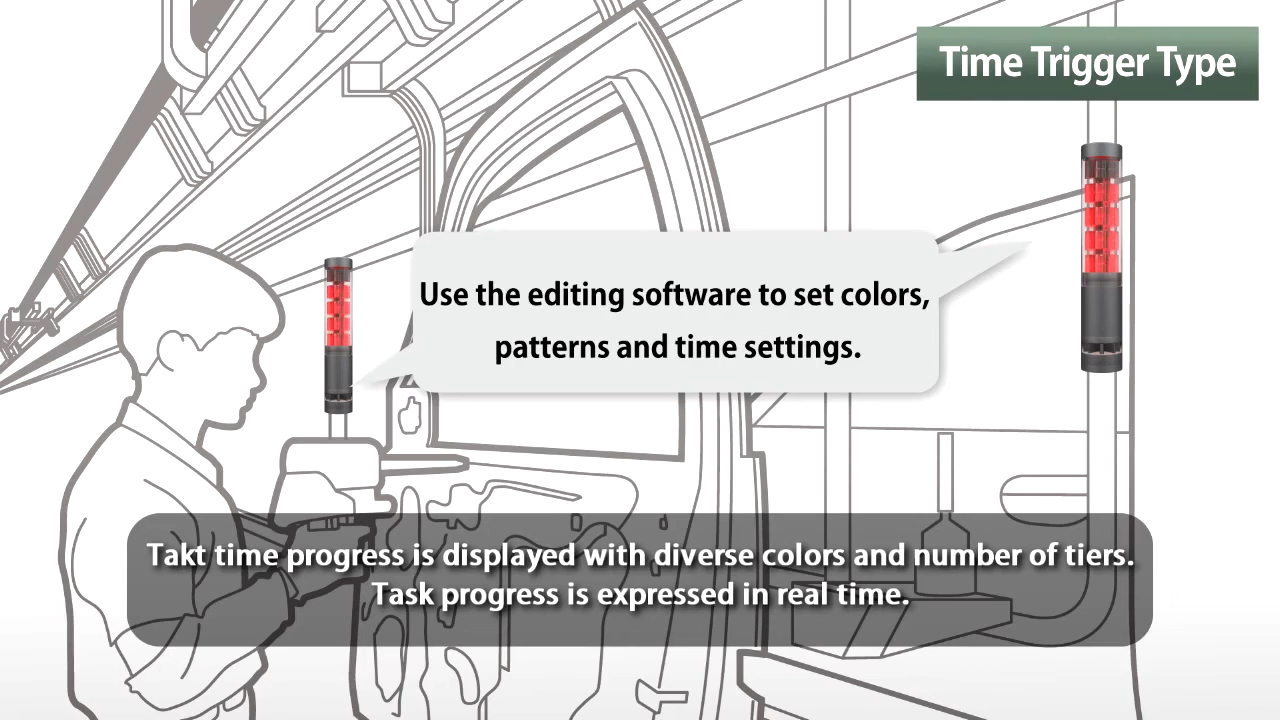 Time Trigger Type
Use the editing software to set colors,
patterns and time settings.
Takt time progress is displayed with diverse colors and number of tiers.
Task progress is expressed in real time.